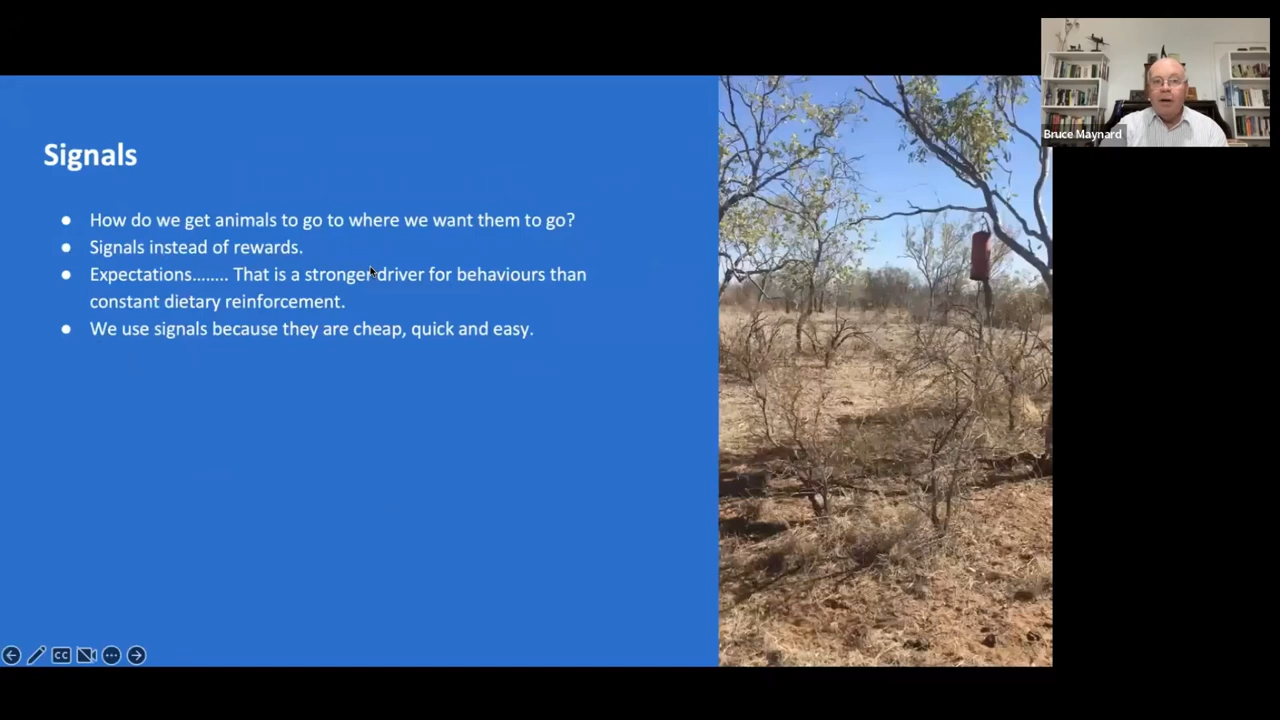 Bruce Maynard
Signals
How do we get animals to go to where we want them to go?
Signals instead of rewards.
Expectations........ That is a stronger driver for behaviours than
constant dietary reinforcement.
We use signals because they are cheap, quick and easy.
CC